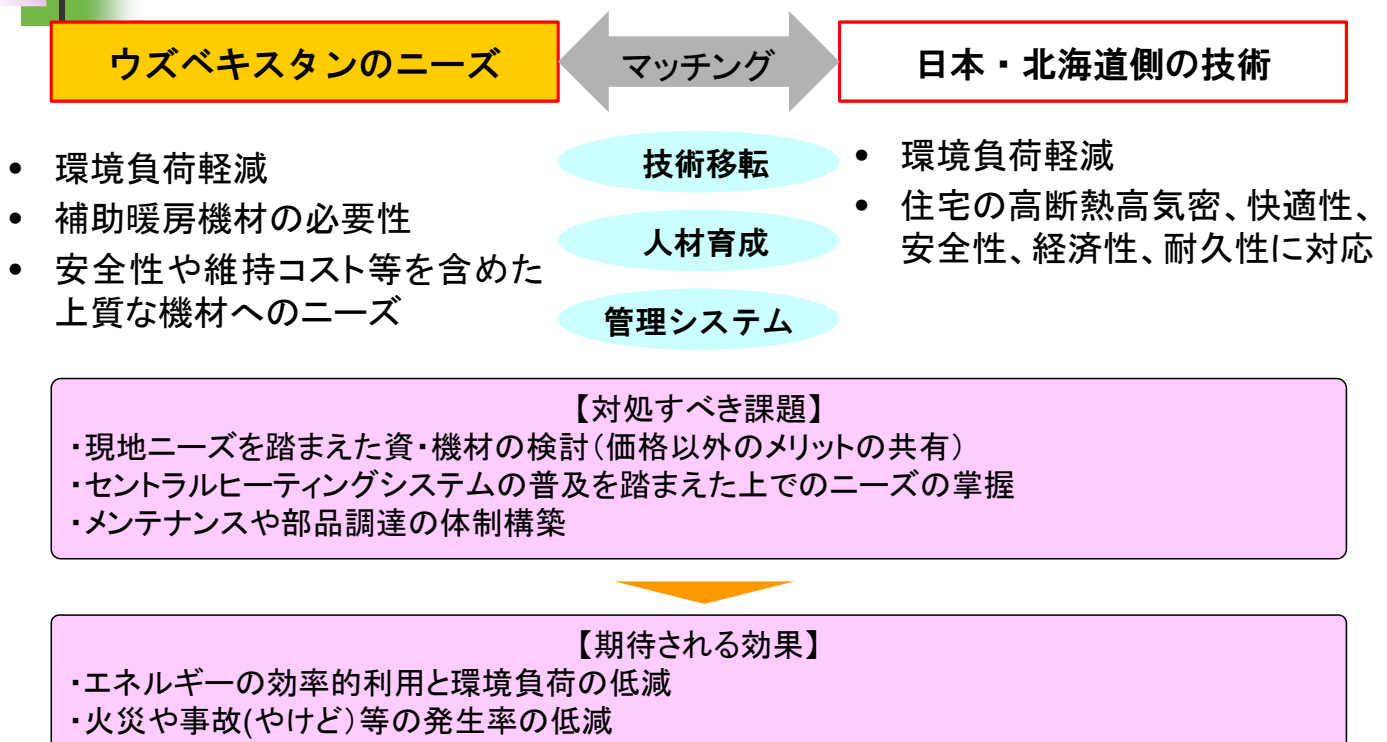 ウズベキスタンのニーズ
マッチング
日本・北海道側の技術
• 環境負荷軽減
• 補助暖房機材の必要性
• 安全性や維持コスト等を含めた
上質な機材へのニーズ
技術移転
人材育成
管理システム
• 環境負荷軽減
• 住宅の高断熱高気密、快適性、
安全性、経済性、耐久性に対応
【対処すべき課題】
・現地ニーズを踏まえた資・機材の検討（価格以外のメリットの共有）
・セントラルヒーティングシステムの普及を踏まえた上でのニーズの掌握
・メンテナンスや部品調達の体制構築
【期待される効果】
・エネルギーの効率的利用と環境負荷の低減
・火災や事故(やけど）等の発生率の低減